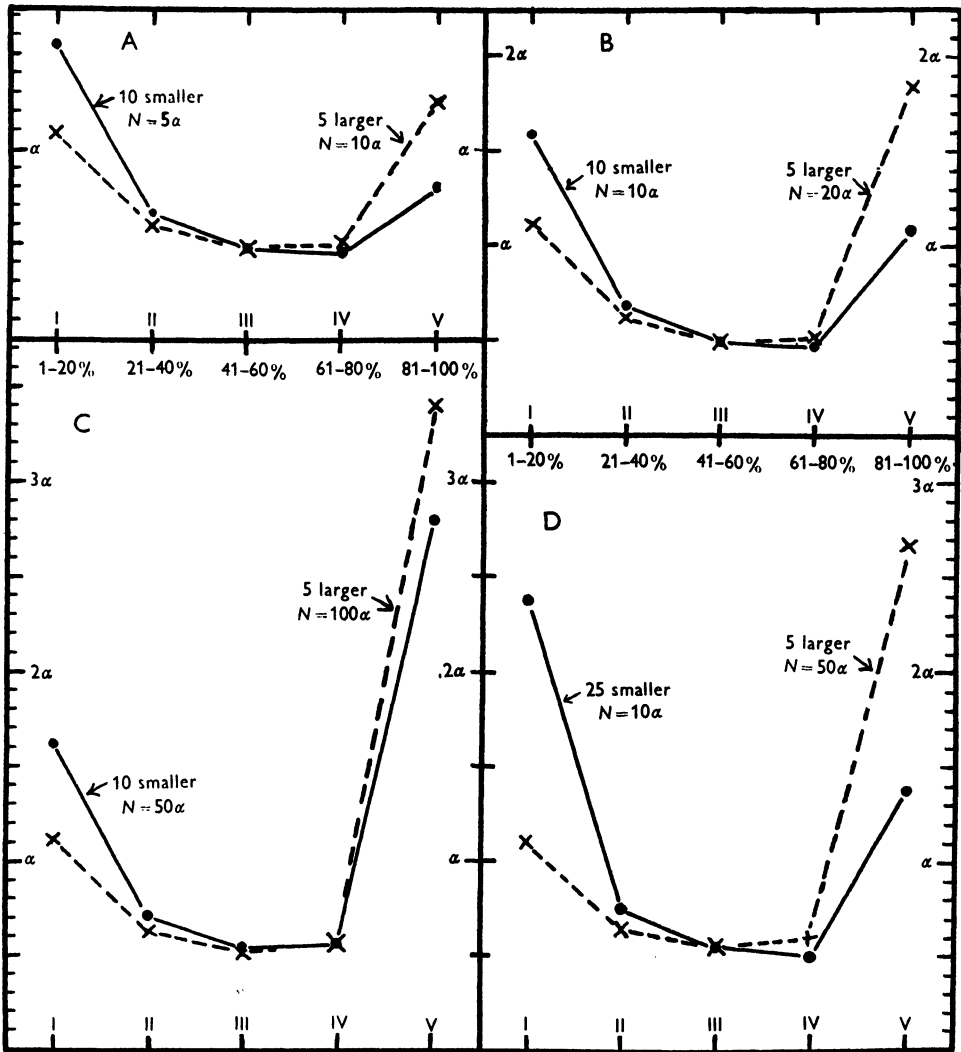 A
10 smaller
N = 5α
5 larger
N = 10α
α
α
I II III IV V
1–20% 21–40% 41–60% 61–80% 81–100%
B
2α
2α
10 smaller
N = 10α
5 larger
N = 20α
α
α
I II III IV V
1–20% 21–40% 41–60% 61–80% 81–100%
C
3α
3α
5 larger
N = 100α
2α
2α
10 smaller
N = 50α
α
α
I II III IV V
D
3α
5 larger
N = 50α
2α
25 smaller
N = 10α
α
I II III IV V